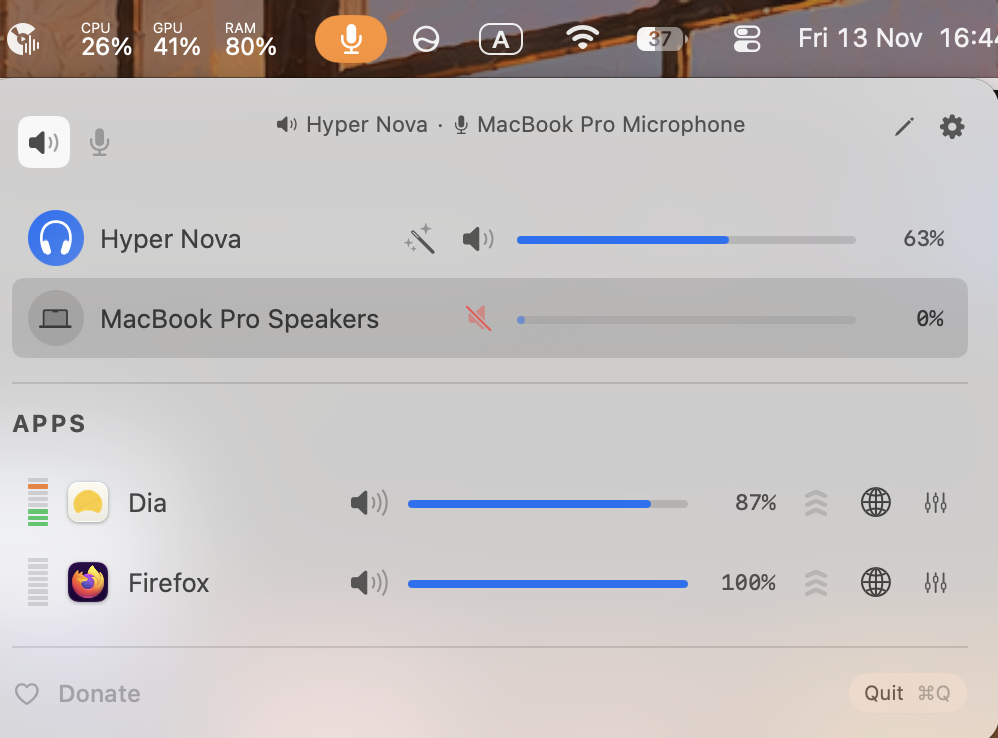 CPU GPU RAM
26% 41% 80% A 37 Fri 13 Nov 16:44
Hyper Nova · MacBook Pro Microphone
Hyper Nova 63%
MacBook Pro Speakers 0%
APPS
Dia 87%
Firefox 100%
Donate Quit ⌘Q